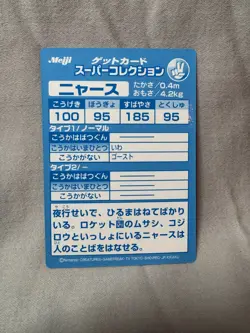 Meiji
ゲットカード
スーパーコレクション
ニャース
たかさ/0.4m
おもさ/4.2kg
こうげき ぼうぎょ すばやさ とくしゅ
100 95 185 95
タイプ1/ノーマル
こうかばつぐん
こうかはいまひとつ いわ
こうかがない ゴースト
タイプ2/−
こうかばつぐん
こうかはいまひとつ
こうかがない
夜行せいで、ひるまはねてばかり
いる。ロケット団のムサシ、コジ
ロウといっしょにいるニャースは
人のことばをはなせる。